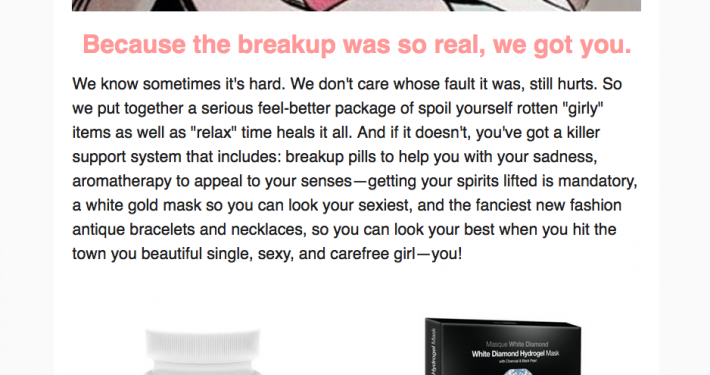 Because the breakup was so real, we got you.
We know sometimes it's hard. We don't care whose fault it was, still hurts. So
we put together a serious feel-better package of spoil yourself rotten "girly"
items as well as "relax" time heals it all. And if it doesn't, you've got a killer
support system that includes: breakup pills to help you with your sadness,
aromatherapy to appeal to your senses—getting your spirits lifted is mandatory,
a white gold mask so you can look your sexiest, and the fanciest new fashion
antique bracelets and necklaces, so you can look your best when you hit the
town you beautiful single, sexy, and carefree girl—you!
Hydrogel Mask
Masque White Diamond
White Diamond Hydrogel Mask
with Charcoal & Black Pearl